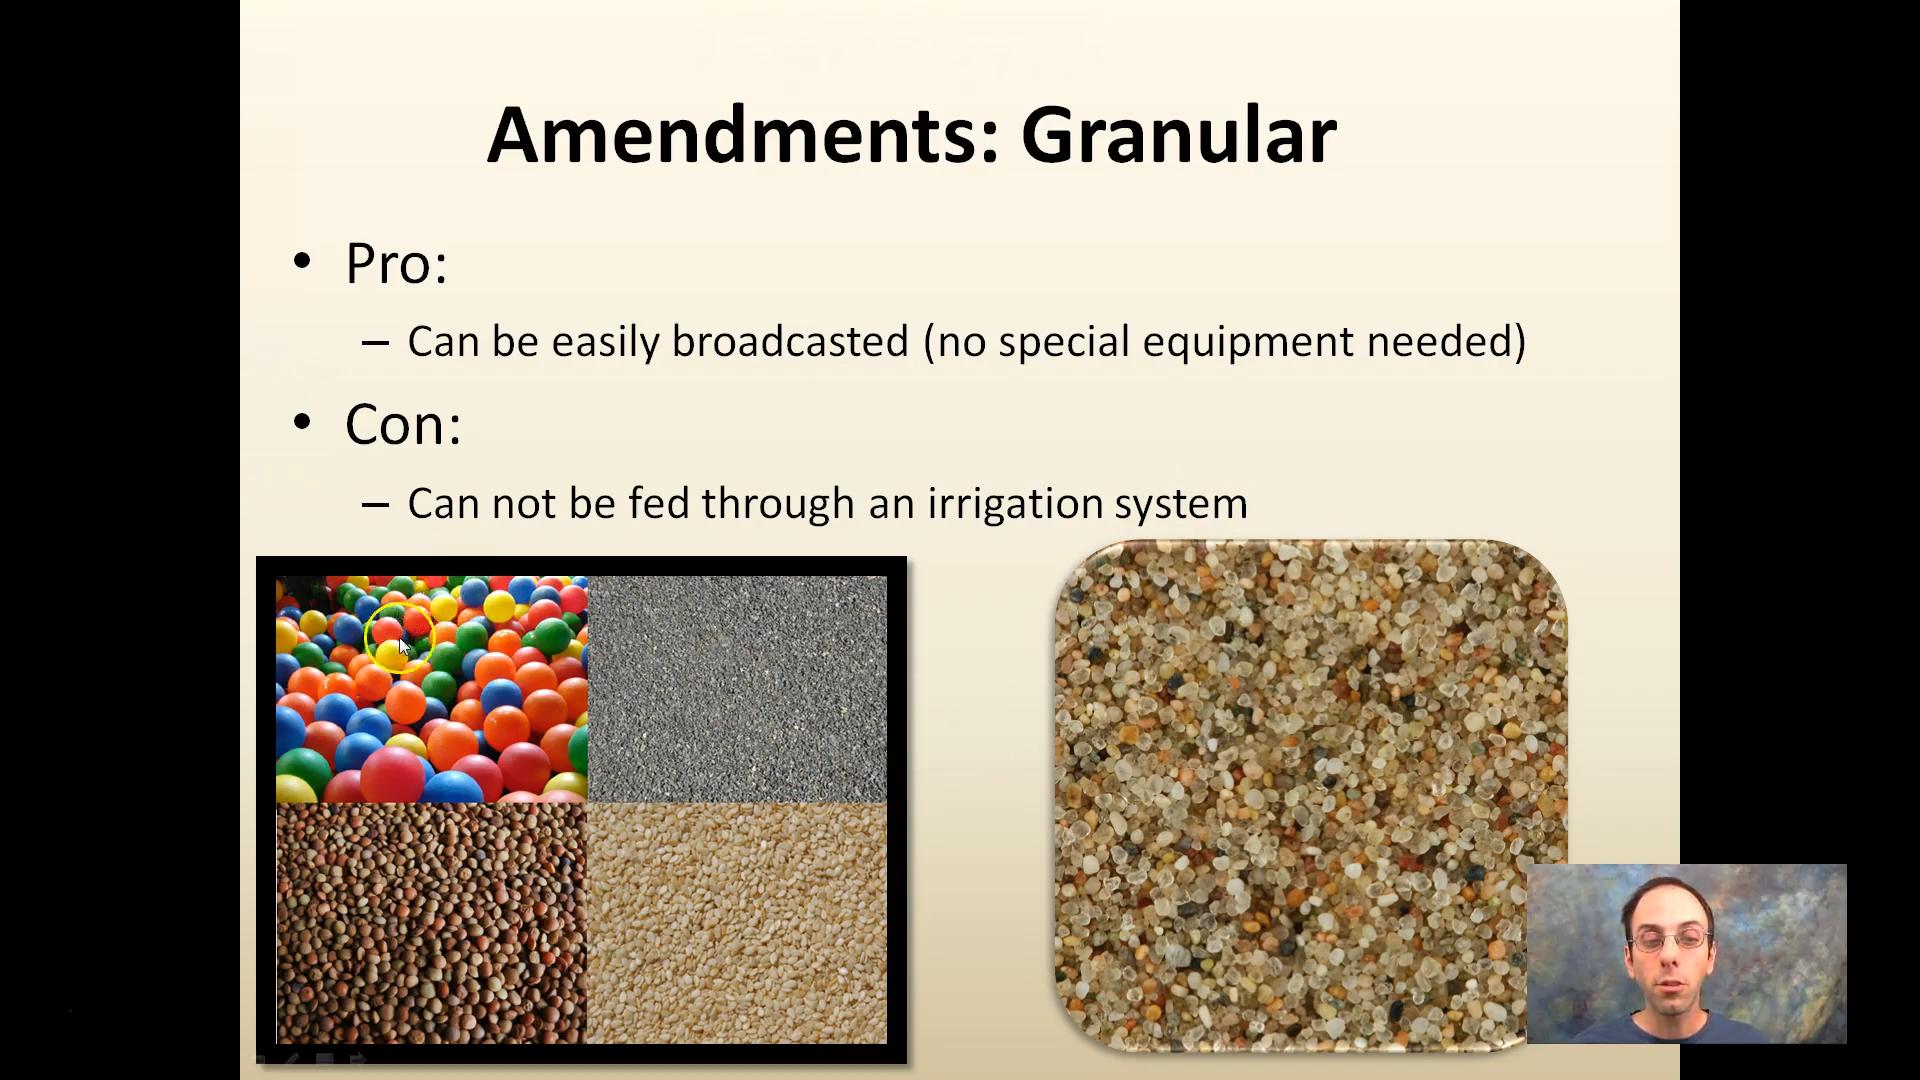 Amendments: Granular
• Pro:
– Can be easily broadcasted (no special equipment needed)
• Con:
– Can not be fed through an irrigation system